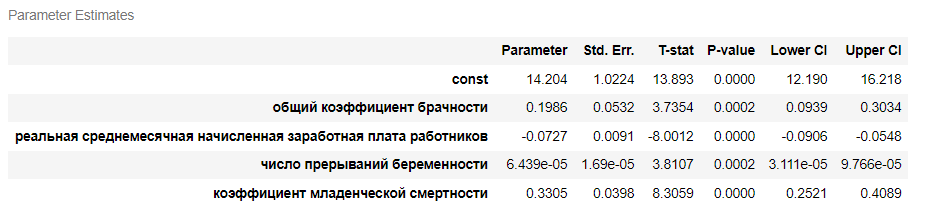 Parameter Estimates
Parameter Std. Err. T-stat P-value Lower CI Upper CI
const 14.204 1.0224 13.893 0.0000 12.190 16.218
общий коэффициент брачности 0.1986 0.0532 3.7354 0.0002 0.0939 0.3034
реальная среднемесячная начисленная заработная плата работников -0.0727 0.0091 -8.0012 0.0000 -0.0906 -0.0548
число прерываний беременности 6.439e-05 1.69e-05 3.8107 0.0002 3.111e-05 9.766e-05
коэффициент младенческой смертности 0.3305 0.0398 8.3059 0.0000 0.2521 0.4089